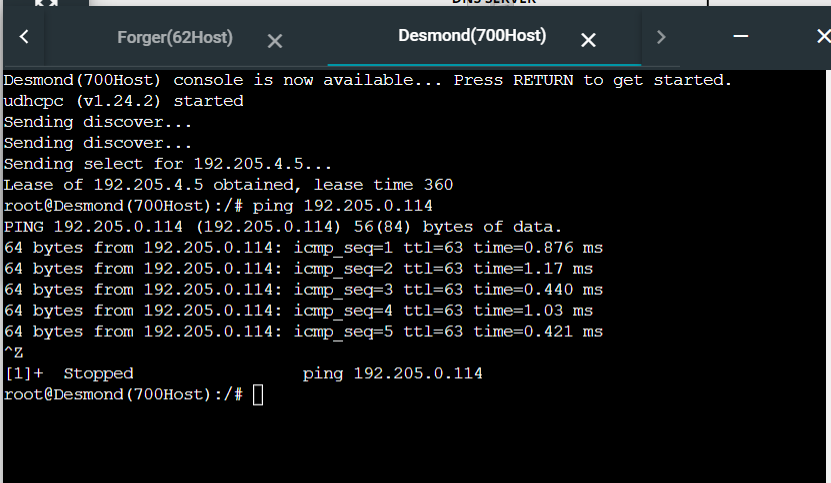 DNS SERVER
Forger(62Host)
Desmond(700Host)
Desmond(700Host) console is now available... Press RETURN to get started.
udhcpc (v1.24.2) started
Sending discover...
Sending discover...
Sending select for 192.205.4.5...
Lease of 192.205.4.5 obtained, lease time 360
root@Desmond(700Host):/# ping 192.205.0.114
PING 192.205.0.114 (192.205.0.114) 56(84) bytes of data.
64 bytes from 192.205.0.114: icmp_seq=1 ttl=63 time=0.876 ms
64 bytes from 192.205.0.114: icmp_seq=2 ttl=63 time=1.17 ms
64 bytes from 192.205.0.114: icmp_seq=3 ttl=63 time=0.440 ms
64 bytes from 192.205.0.114: icmp_seq=4 ttl=63 time=1.03 ms
64 bytes from 192.205.0.114: icmp_seq=5 ttl=63 time=0.421 ms
^Z
[1]+  Stopped                 ping 192.205.0.114
root@Desmond(700Host):/#